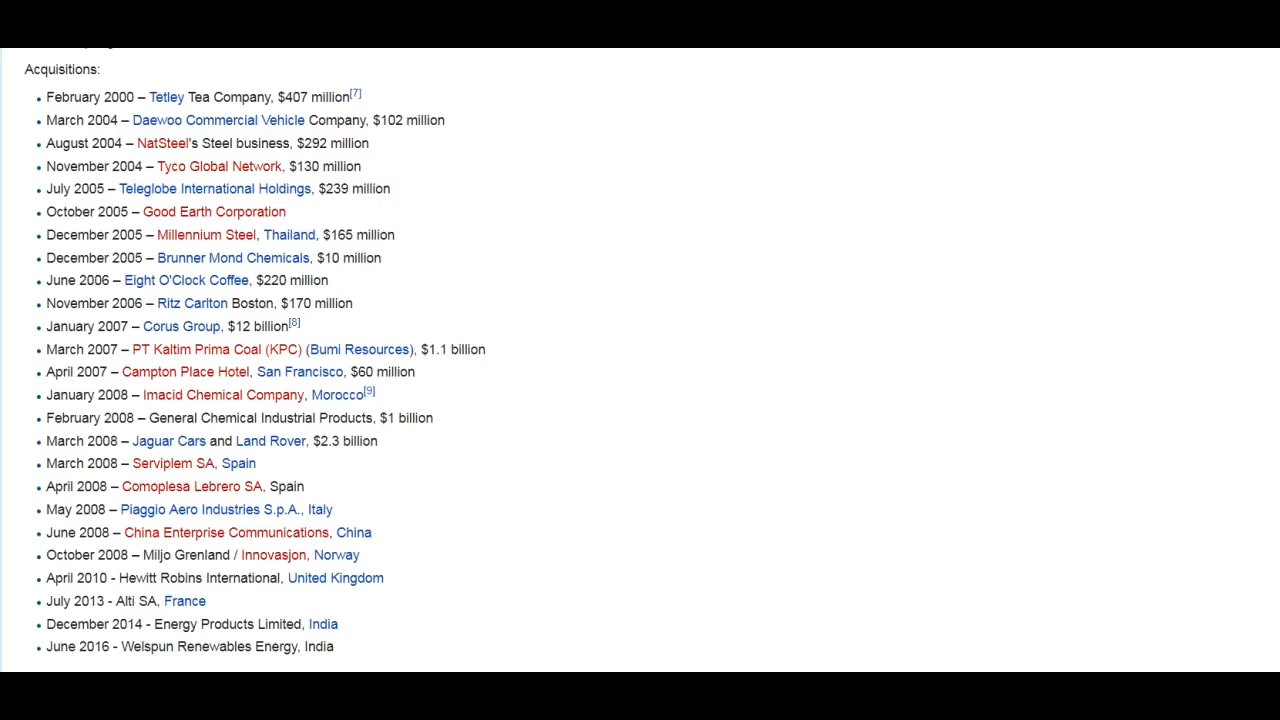 Acquisitions:
February 2000 – Tetley Tea Company, $407 million[7]
March 2004 – Daewoo Commercial Vehicle Company, $102 million
August 2004 – NatSteel's Steel business, $292 million
November 2004 – Tyco Global Network, $130 million
July 2005 – Teleglobe International Holdings, $239 million
October 2005 – Good Earth Corporation
December 2005 – Millennium Steel, Thailand, $165 million
December 2005 – Brunner Mond Chemicals, $10 million
June 2006 – Eight O'Clock Coffee, $220 million
November 2006 – Ritz Carlton Boston, $170 million
January 2007 – Corus Group, $12 billion[8]
March 2007 – PT Kaltim Prima Coal (KPC) (Bumi Resources), $1.1 billion
April 2007 – Campton Place Hotel, San Francisco, $60 million
January 2008 – Imacid Chemical Company, Morocco[9]
February 2008 – General Chemical Industrial Products, $1 billion
March 2008 – Jaguar Cars and Land Rover, $2.3 billion
March 2008 – Serviplem SA, Spain
April 2008 – Comoplesa Lebrero SA, Spain
May 2008 – Piaggio Aero Industries S.p.A., Italy
June 2008 – China Enterprise Communications, China
October 2008 – Miljo Grenland / Innovasjon, Norway
April 2010 - Hewitt Robins International, United Kingdom
July 2013 - Alti SA, France
December 2014 - Energy Products Limited, India
June 2016 - Welspun Renewables Energy, India